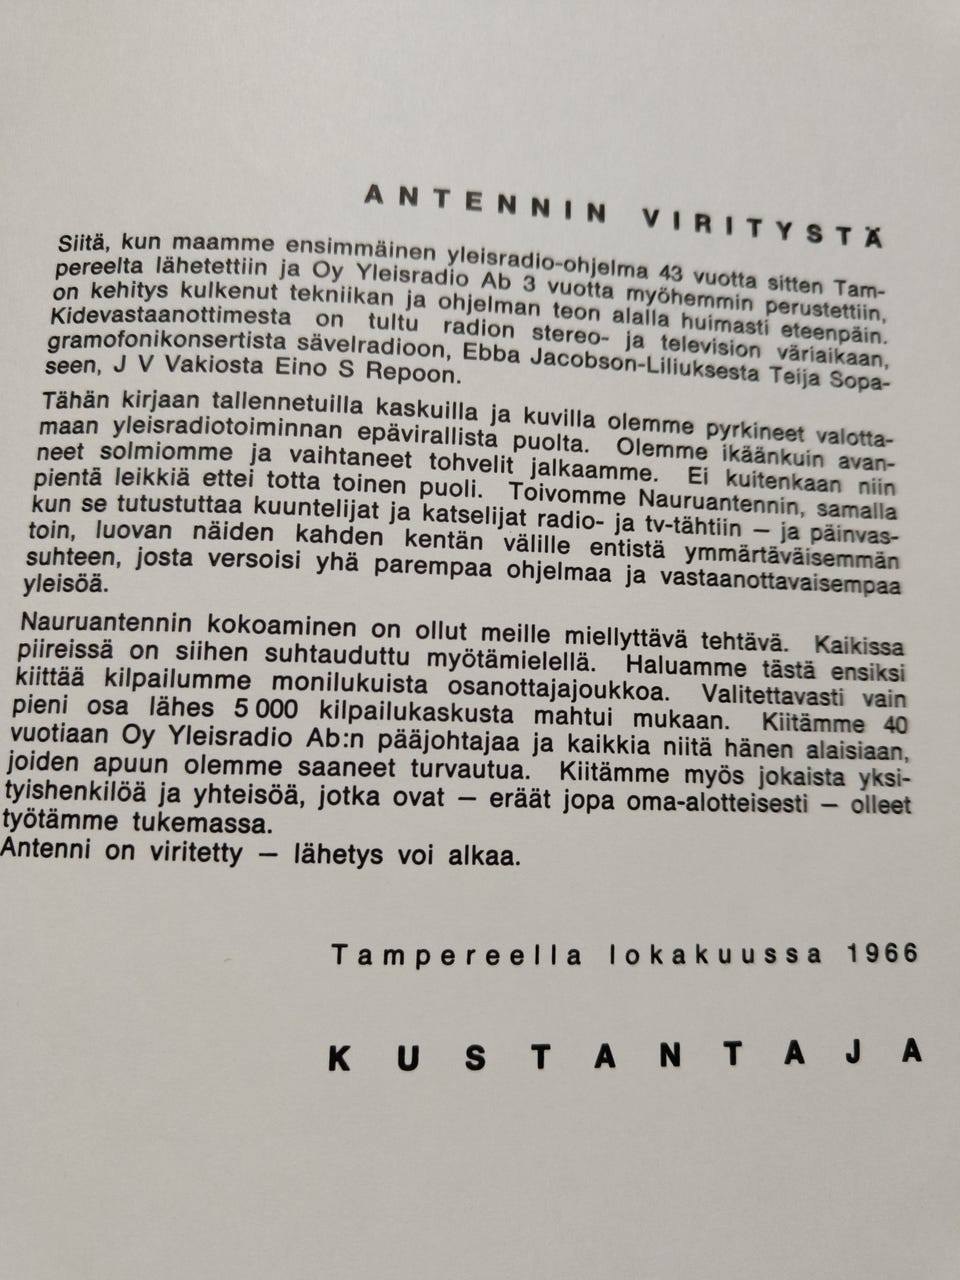 ANTENNIN VIRITYSTÄ
Siitä, kun maamme ensimmäinen yleisradio-ohjelma 43 vuotta sitten Tam-
pereelta lähetettiin ja Oy Yleisradio Ab 3 vuotta myöhemmin perustettiin,
on kehitys kulkenut tekniikan ja ohjelman teon alalla huimasti eteenpäin.
Kidevastaanottimesta on tultu radion stereo- ja television väriaikaan,
gramofonikonsertista sävelradioon, Ebba Jacobson-Liliuksesta Teija Sopa-
seen, J V Vakiosta Eino S Repoon.
Tähän kirjaan tallennetuilla kaskuilla ja kuvilla olemme pyrkineet valotta-
maan yleisradiotoiminnan epävirallista puolta. Olemme ikäänkuin avan-
neet solmiomme ja vaihtaneet tohvelit jalkaamme. Ei kuitenkaan niin
pientä leikkiä ettei totta toinen puoli. Toivomme Nauruantennin, samalla
kun se tutustuttaa kuuntelijat ja katselijat radio- ja tv-tähtiin — ja päinvas-
toin, luovan näiden kahden kentän välille entistä ymmärtäväisemmän
suhteen, josta versoisi yhä parempaa ohjelmaa ja vastaanottavaisempaa
yleisöä.
Nauruantennin kokoaminen on ollut meille miellyttävä tehtävä. Kaikissa
piireissä on siihen suhtauduttu myötämielellä. Haluamme tästä ensiksi
kiittää kilpailumme monilukuista osanottajajoukkoa. Valitettavasti vain
pieni osa lähes 5 000 kilpailukaskusta mahtui mukaan. Kiitämme 40
vuotiaan Oy Yleisradio Ab:n pääjohtajaa ja kaikkia niitä hänen alaisiaan,
joiden apuun olemme saaneet turvautua. Kiitämme myös jokaista yksi-
tyishenkilöä ja yhteisöä, jotka ovat — eräät jopa oma-alotteisesti — olleet
työtämme tukemassa.
Antenni on viritetty — lähetys voi alkaa.
Tampereella lokakuussa 1966
KUSTANTAJA